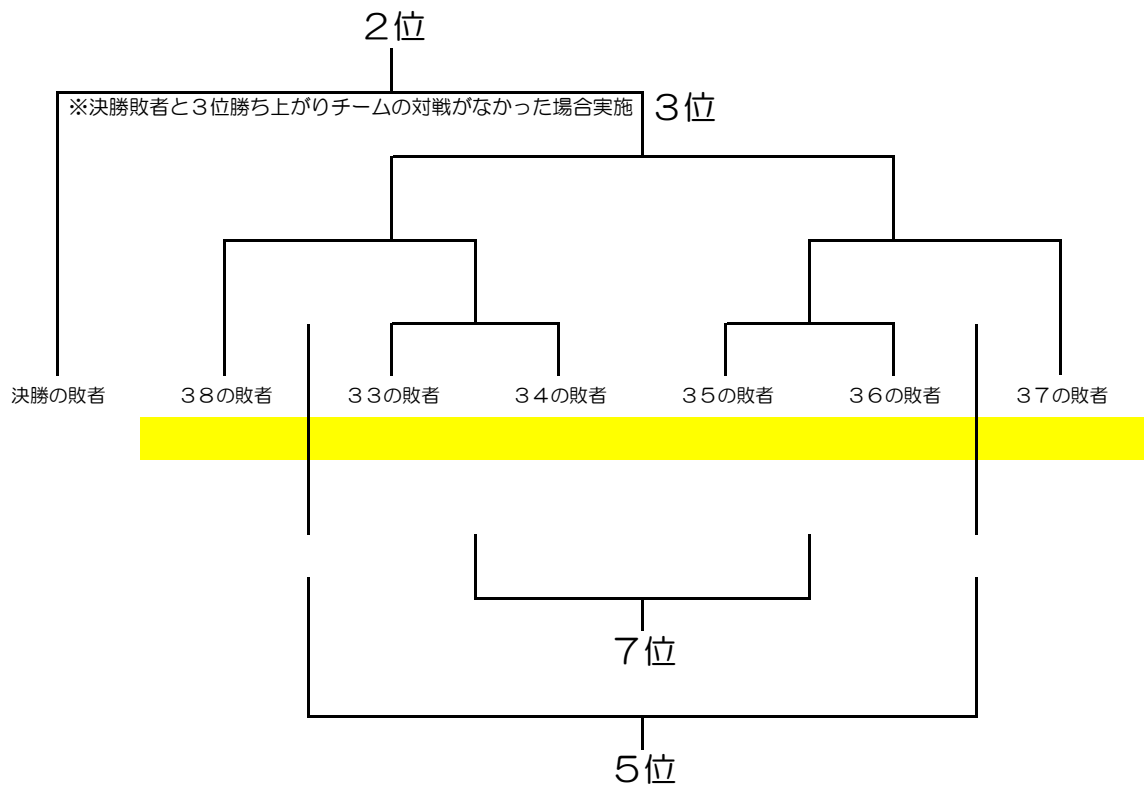 ２位
※決勝敗者と３位勝ち上がりチームの対戦がなかった場合実施
３位
決勝の敗者
３８の敗者
３３の敗者
３４の敗者
３５の敗者
３６の敗者
３７の敗者
７位
５位